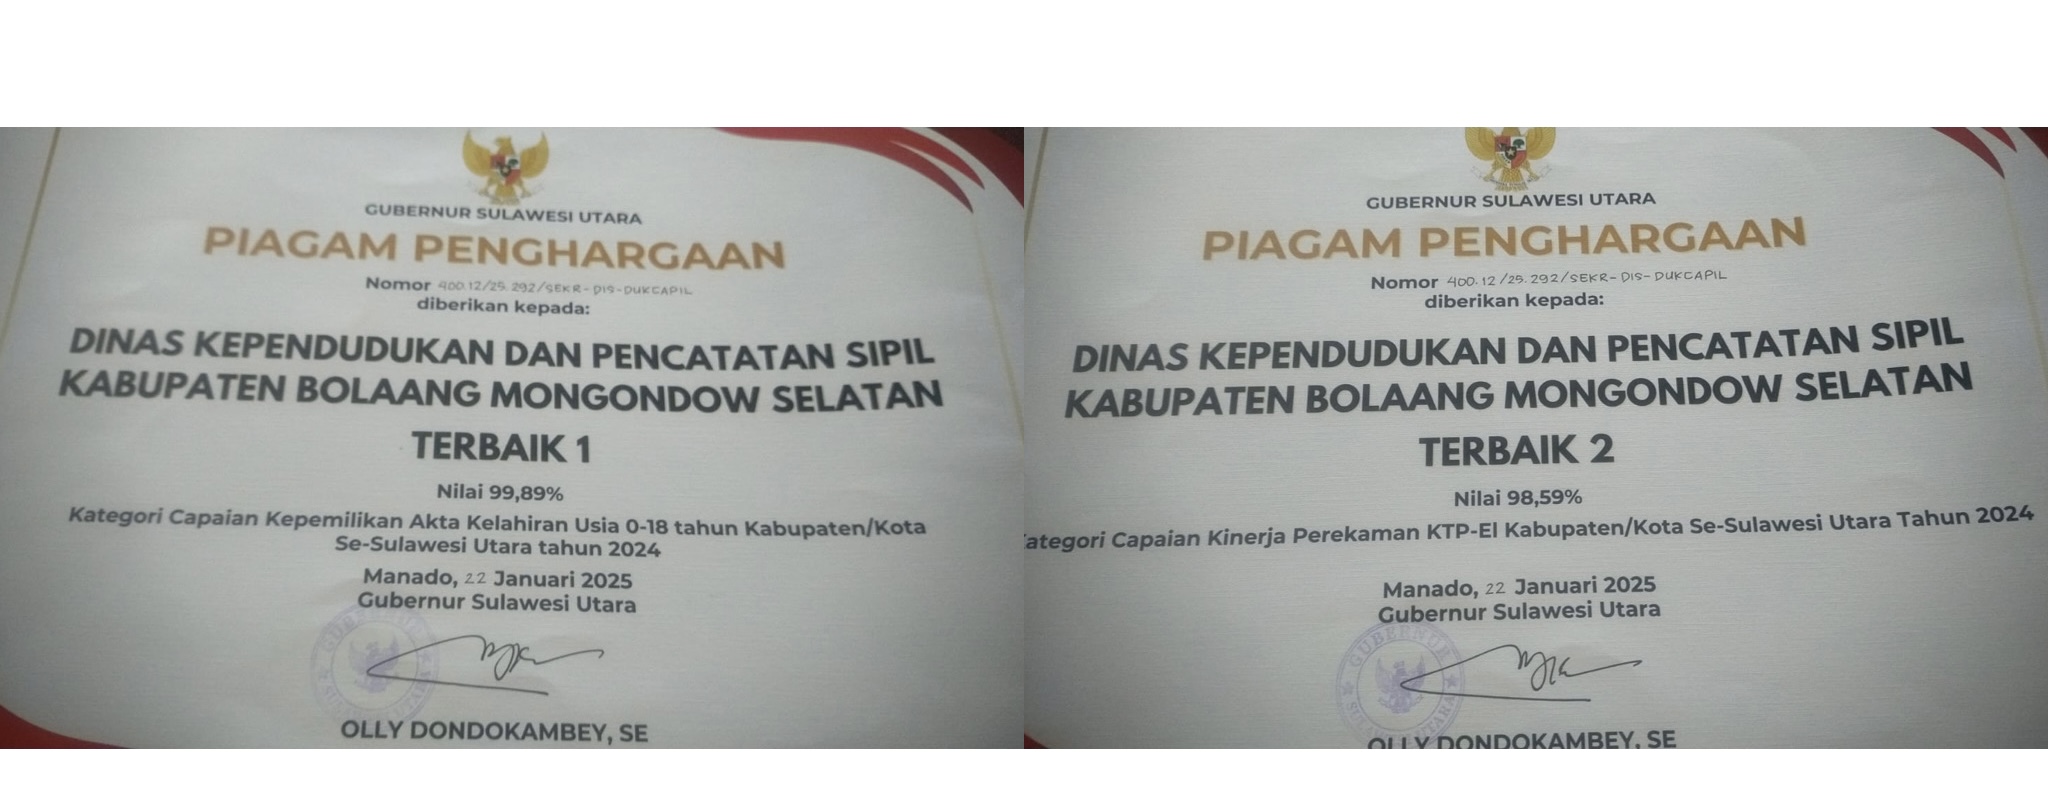 GUBERNUR SULAWESI UTARA
PIAGAM PENGHARGAAN
Nomor 400.12/25.292/SEKR-DIS-DUKCAPIL
diberikan kepada:
DINAS KEPENDUDUKAN DAN PENCATATAN SIPIL
KABUPATEN BOLAANG MONGONDOW SELATAN
TERBAIK 1
Nilai 99,89%
Kategori Capaian Kepemilikan Akta Kelahiran Usia 0-18 tahun Kabupaten/Kota
Se-Sulawesi Utara tahun 2024
Manado, 22 Januari 2025
Gubernur Sulawesi Utara
GUBERNUR
OLLY DONDOKAMBEY, SE
GUBERNUR SULAWESI UTARA
PIAGAM PENGHARGAAN
Nomor 400.12/25.292/SEKR-DIS-DUKCAPIL
diberikan kepada:
DINAS KEPENDUDUKAN DAN PENCATATAN SIPIL
KABUPATEN BOLAANG MONGONDOW SELATAN
TERBAIK 2
Nilai 98,59%
ategori Capaian Kinerja Perekaman KTP-El Kabupaten/Kota Se-Sulawesi Utara Tahun 2024
Manado, 22 Januari 2025
Gubernur Sulawesi Utara
GUBERNUR
OLLY DONDOKAMBEY, SE